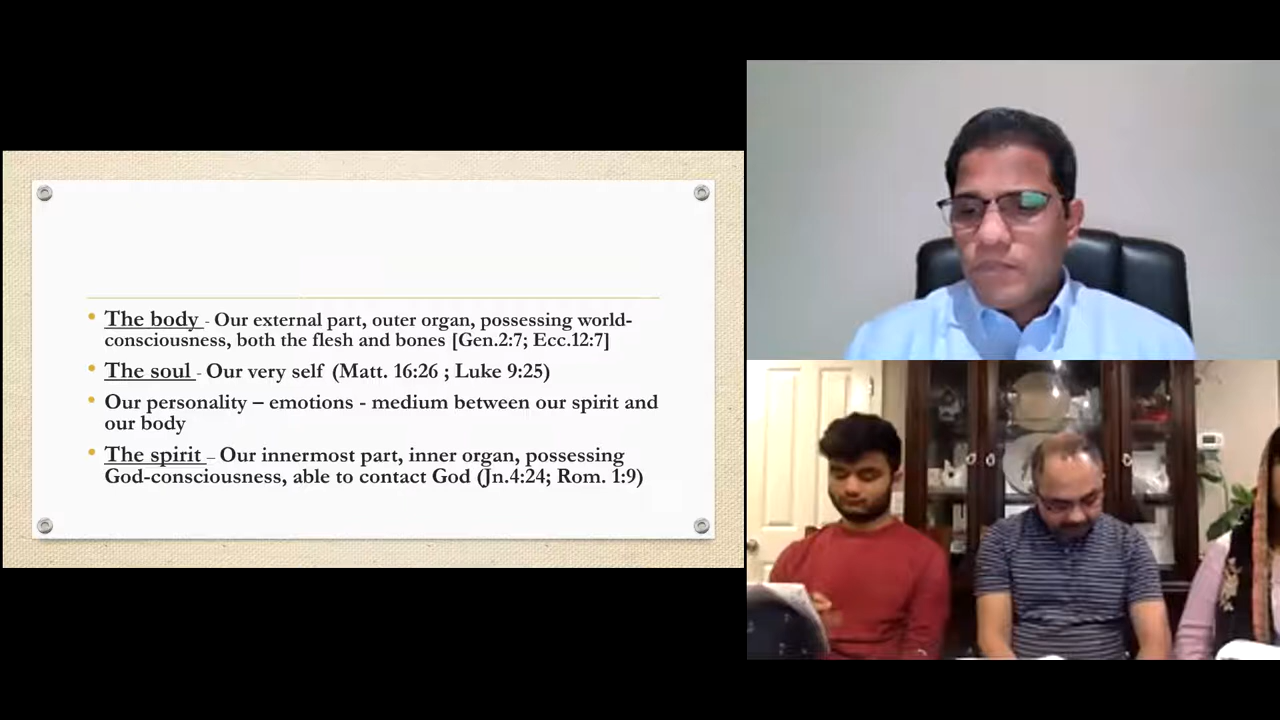 The body - Our external part, outer organ, possessing world-
consciousness, both the flesh and bones [Gen.2:7; Ecc.12:7]
The soul - Our very self (Matt. 16:26 ; Luke 9:25)
Our personality – emotions - medium between our spirit and
our body
The spirit – Our innermost part, inner organ, possessing
God-consciousness, able to contact God (Jn.4:24; Rom. 1:9)